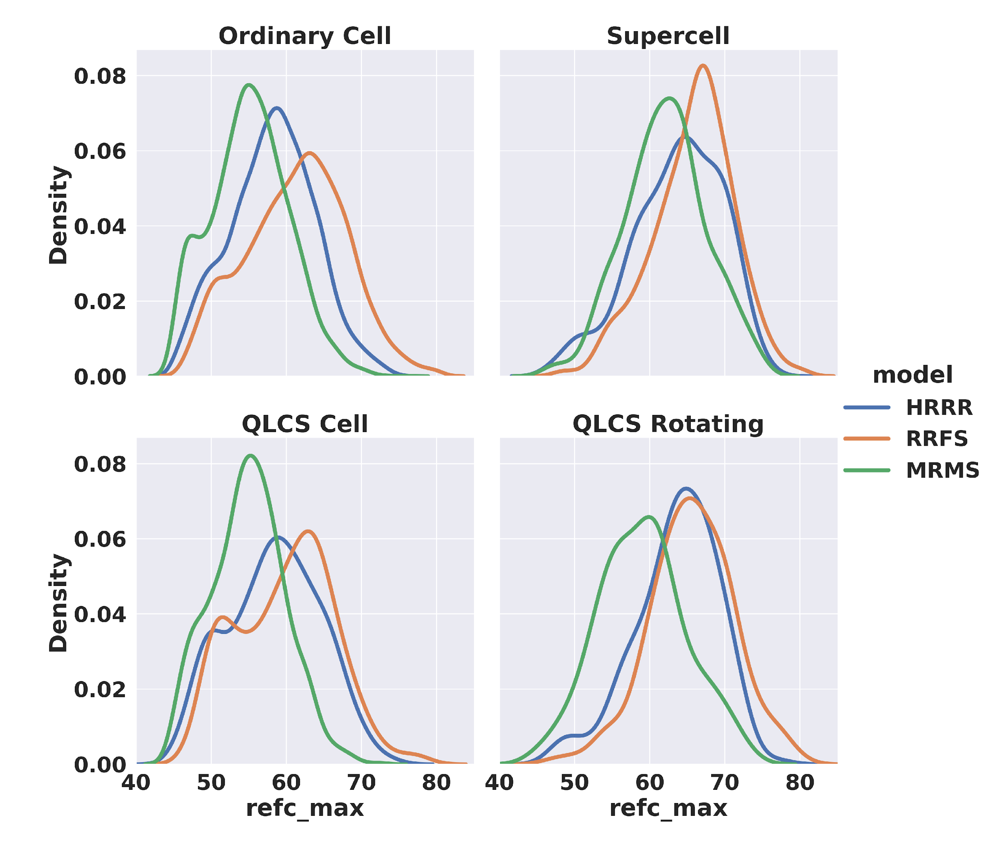 Ordinary Cell
Supercell
Density
0.08
0.06
0.04
0.02
0.00
model
HRRR
RRFS
MRMS
QLCS Cell
QLCS Rotating
Density
0.08
0.06
0.04
0.02
0.00
40 50 60 70 80
40 50 60 70 80
refc_max
refc_max